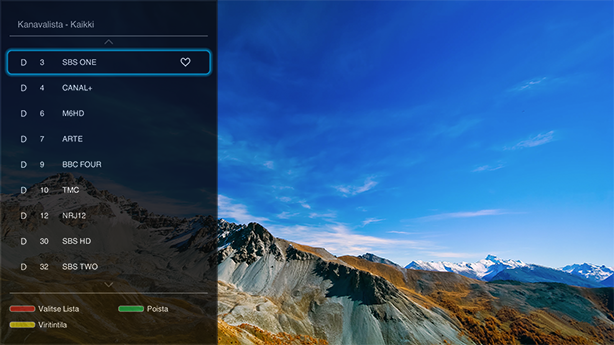 Kanavalista - Kaikki
D 3 SBS ONE
D 4 CANAL+
D 6 M6HD
D 7 ARTE
D 9 BBC FOUR
D 10 TMC
D 12 NRJ12
D 30 SBS HD
D 32 SBS TWO
Valitse Lista Poista
Viritintila